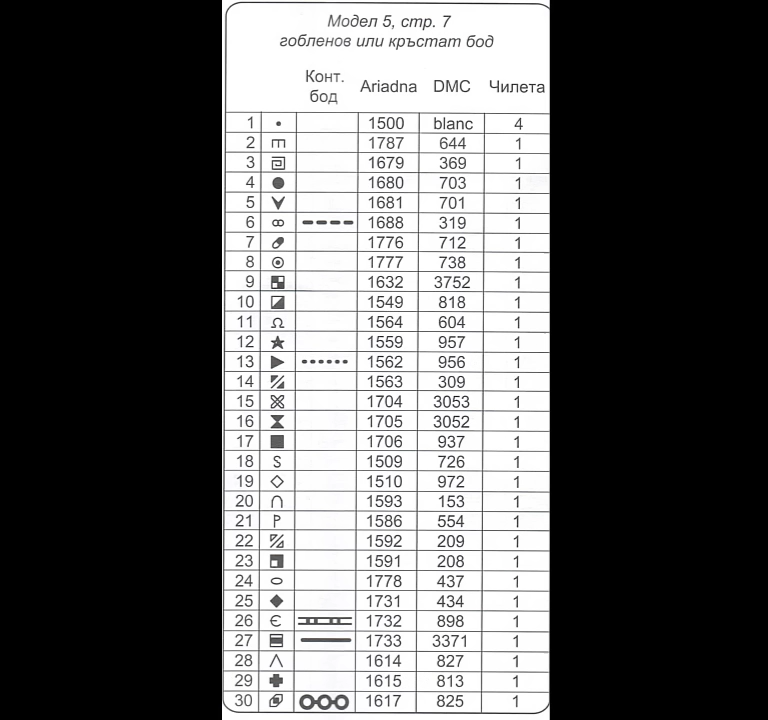 Модел 5, стр. 7
гобленов или кръстат бод
Конт. бод Ariadna DMC Чилета
1 1500 blanc 4
2 1787 644 1
3 1679 369 1
4 1680 703 1
5 1681 701 1
6 1688 319 1
7 1776 712 1
8 1777 738 1
9 1632 3752 1
10 1549 818 1
11 Ω 1564 604 1
12 1559 957 1
13 1562 956 1
14 1563 309 1
15 1704 3053 1
16 1705 3052 1
17 1706 937 1
18 S 1509 726 1
19 1510 972 1
20 1593 153 1
21 P 1586 554 1
22 1592 209 1
23 1591 208 1
24 1778 437 1
25 1731 434 1
26 Є 1732 898 1
27 1733 3371 1
28 1614 827 1
29 1615 813 1
30 1617 825 1